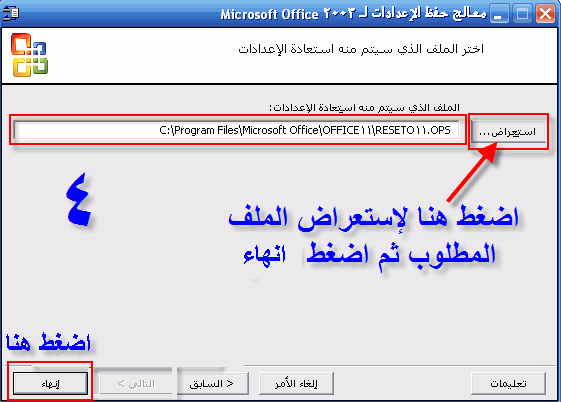 معالج حفظ الإعدادات لـ ٢٠٠٣ Microsoft Office
اختر الملف الذي سيتم منه استعادة الإعدادات
الملف الذي سيتم منه استعادة الإعدادات:
استعراض...
C:\Program Files\Microsoft Office\OFFICE11\RESETO11.OPS
٤
اضغط هنا لإستعراض الملف
المطلوب ثم اضغط انهاء
اضغط هنا
تعليمات
إلغاء الأمر
< السابق
التالي >
إنهاء